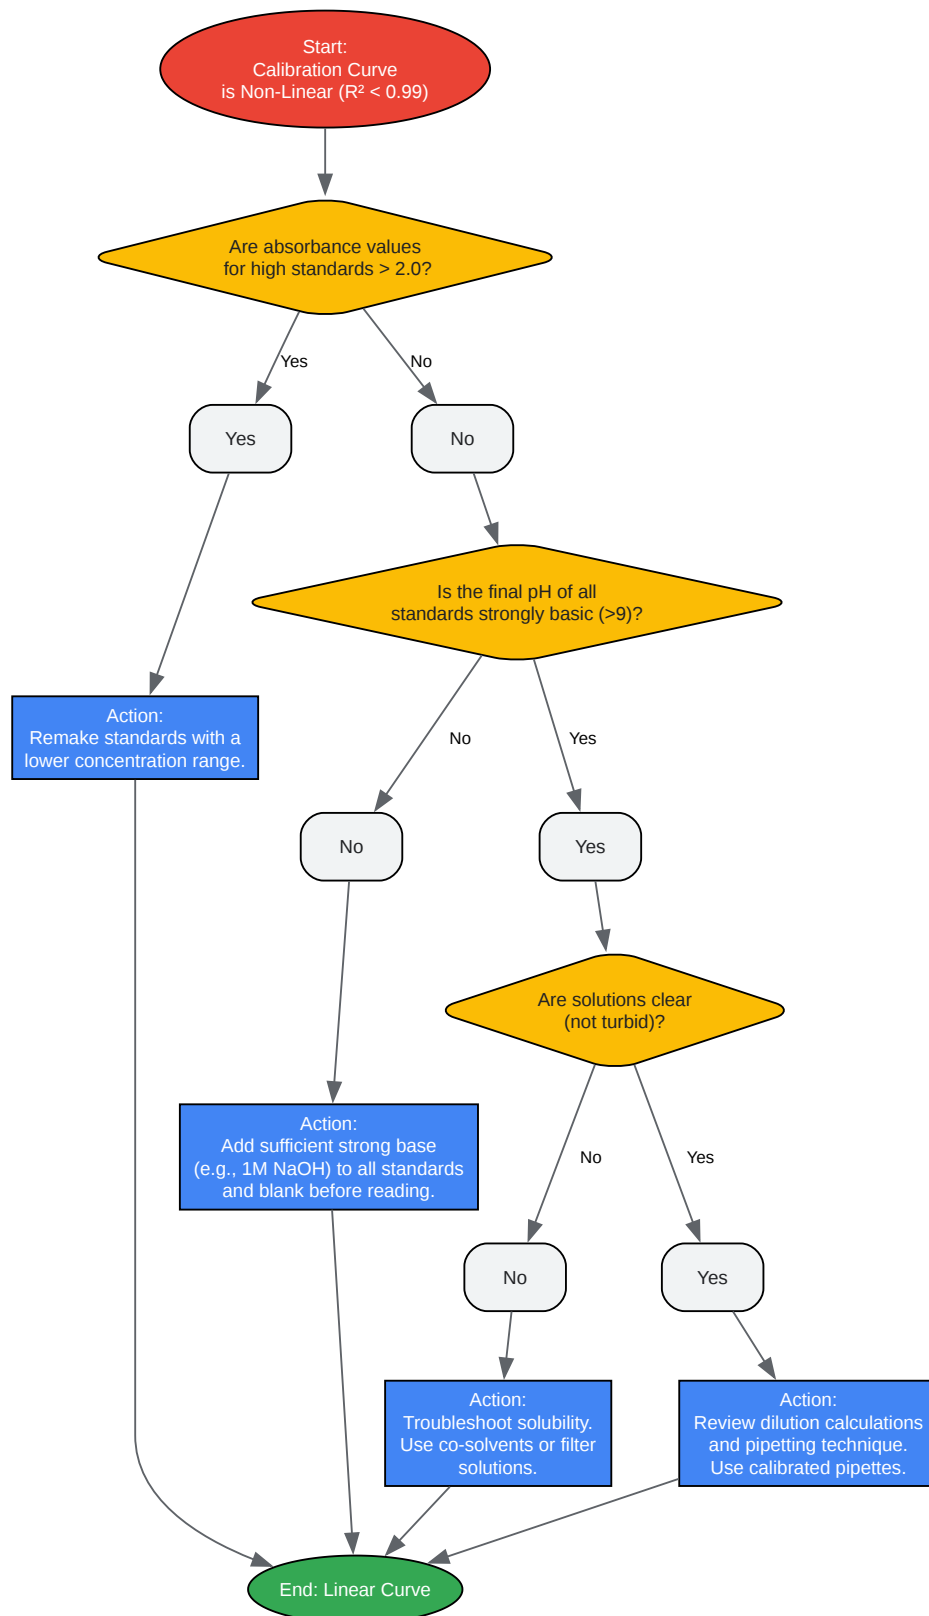 Start:
Calibration Curve
is Non-Linear (R² < 0.99)
Are absorbance values
for high standards > 2.0?
Yes
No
Yes
No
Is the final pH of all
standards strongly basic (>9)?
Action:
Remake standards with a
lower concentration range.
No
Yes
No
Yes
Are solutions clear
(not turbid)?
Action:
Add sufficient strong base
(e.g., 1M NaOH) to all standards
and blank before reading.
No
Yes
No
Yes
Action:
Troubleshoot solubility.
Use co-solvents or filter
solutions.
Action:
Review dilution calculations
and pipetting technique.
Use calibrated pipettes.
End: Linear Curve